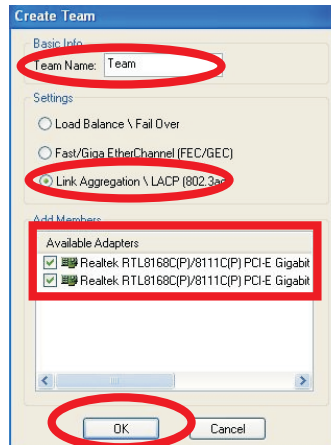 Create Team
Basic Info
Team Name: Team
Settings
Load Balance \ Fail Over
Fast/Giga EtherChannel (FEC/GEC)
Link Aggregation \ LACP (802.3ad
Add Members
Available Adapters
Realtek RTL8168C(P)/8111C(P) PCI-E Gigabit
Realtek RTL8168C(P)/8111C(P) PCI-E Gigabit
OK Cancel